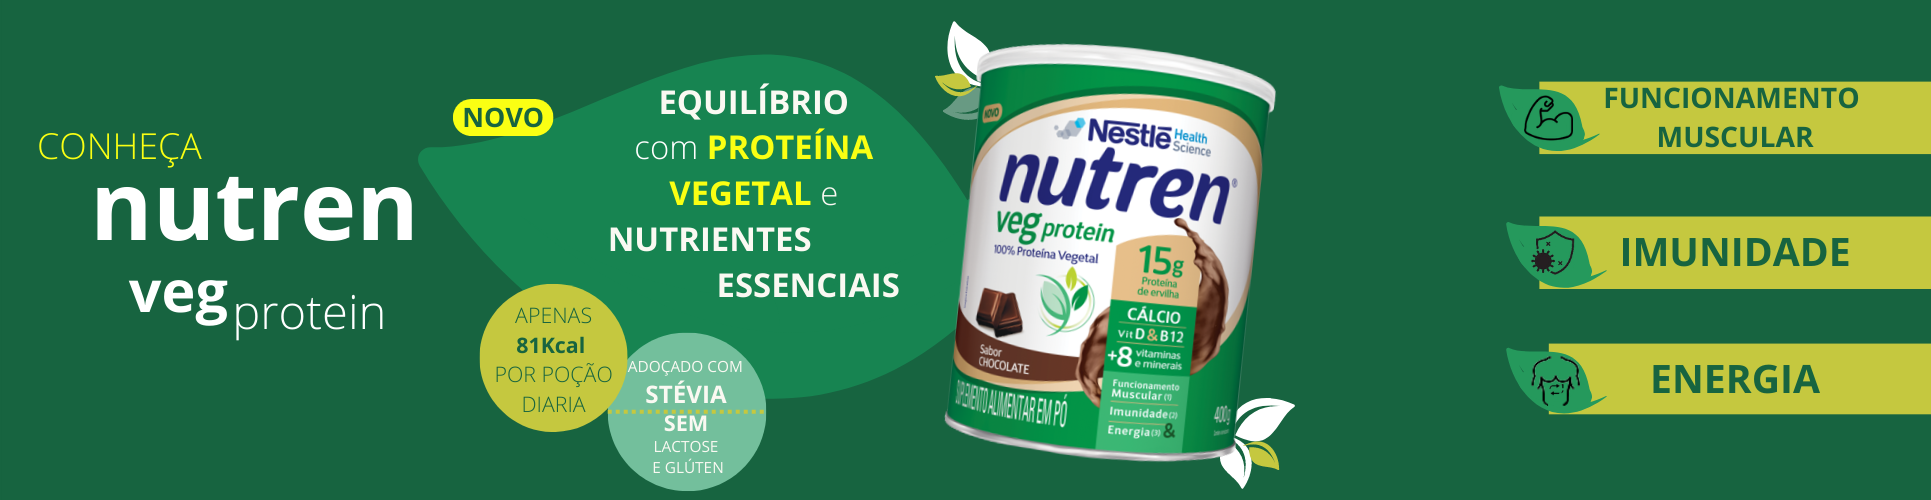 CONHEÇA
nutren
veg protein
NOVO
EQUILÍBRIO
com PROTEÍNA
VEGETAL e
NUTRIENTES
ESSENCIAIS
APENAS
81Kcal
POR POÇÃO
DIARIA
ADOÇADO COM
STÉVIA
SEM
LACTOSE
E GLÚTEN
NOVO
Nestlé Health
Science
nutren®
veg protein
100% Proteína Vegetal
15g
Proteína
de ervilha
CÁLCIO
vit D & B12
+8 vitaminas
e minerais
Sabor
CHOCOLATE
Funcionamento
Muscular (1)
Imunidade (2)
Energia (3) &
SUPLEMENTO ALIMENTAR EM PÓ
400g
FUNCIONAMENTO
MUSCULAR
IMUNIDADE
ENERGIA